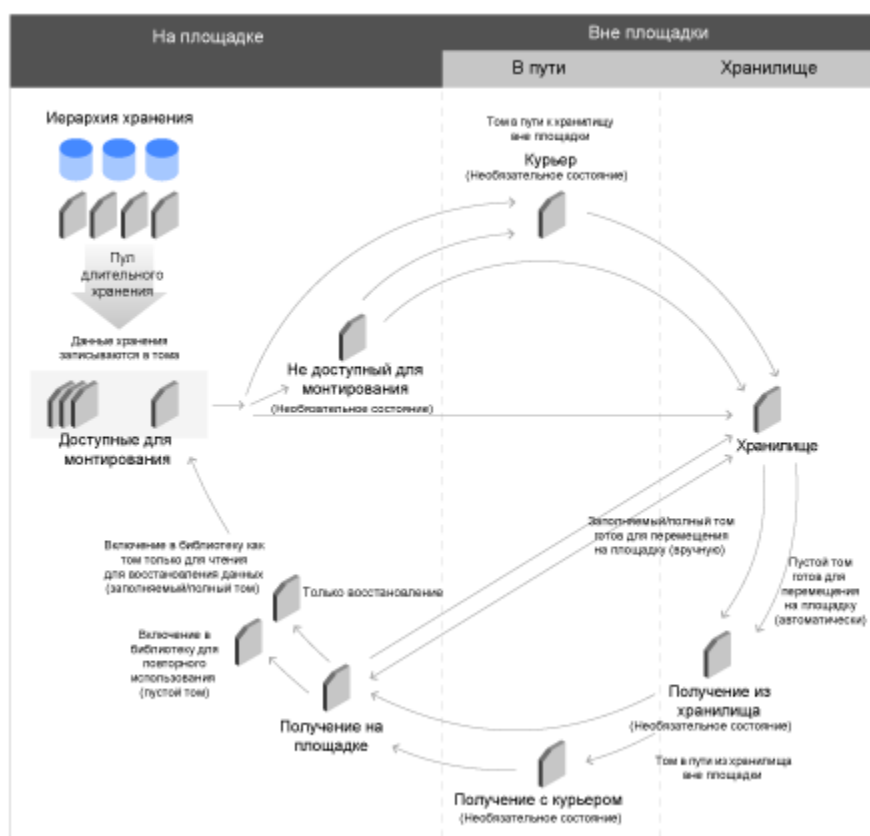 На площадке
Вне площадки
В пути
Хранилище
Иерархия хранения
Том в пути к хранилищу
вне площадки
Курьер
(Необязательное состояние)
Пул
длительного
хранения
Данные хранения
записываются в тома
Не доступный для
монтирования
(Необязательное состояние)
Доступные для
монтирования
Хранилище
Заполняемый/полный том
готов для перемещения
на площадку (вручную)
Пустой том
готов для
перемещения
на площадку
(автоматически)
Включение в библиотеку как
том только для чтения
для восстановления данных
(заполняемый/полный том)
Только восстановление
Включение в
библиотеку для
повторного
использования
(пустой том)
Получение на
площадке
Получение из
хранилища
(Необязательное состояние)
Том в пути из хранилища
вне площадки
Получение с курьером
(Необязательное состояние)